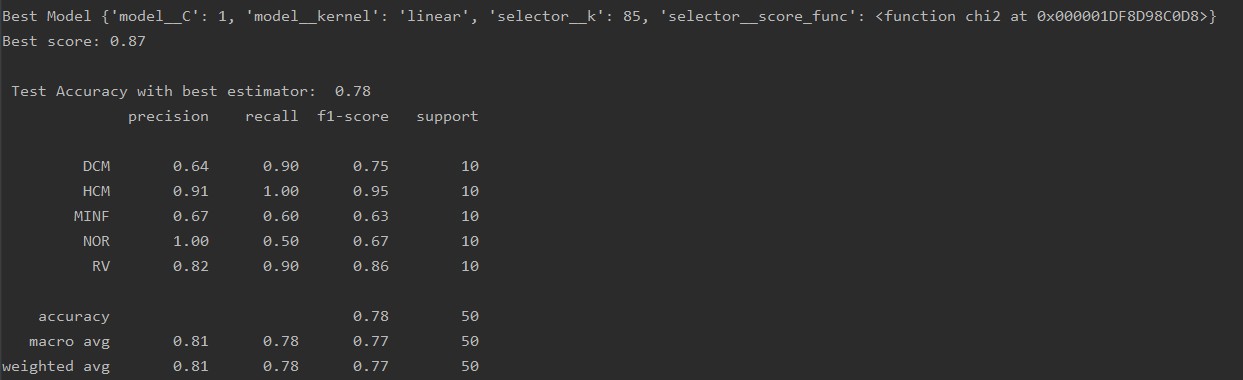 Best Model {'model__C': 1, 'model__kernel': 'linear', 'selector__k': 85, 'selector__score_func': <function chi2 at 0x000001DF8D98C0D8>}
Best score: 0.87
Test Accuracy with best estimator:  0.78
precision    recall  f1-score   support
DCM       0.64      0.90      0.75        10
HCM       0.91      1.00      0.95        10
MINF       0.67      0.60      0.63        10
NOR       1.00      0.50      0.67        10
RV       0.82      0.90      0.86        10
accuracy                           0.78        50
macro avg       0.81      0.78      0.77        50
weighted avg       0.81      0.78      0.77        50